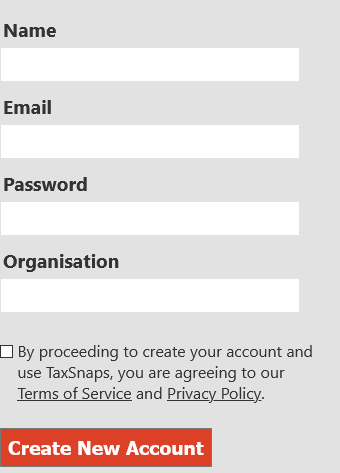 Name
Email
Password
Organisation
By proceeding to create your account and
use TaxSnaps, you are agreeing to our
Terms of Service and Privacy Policy.
Create New Account